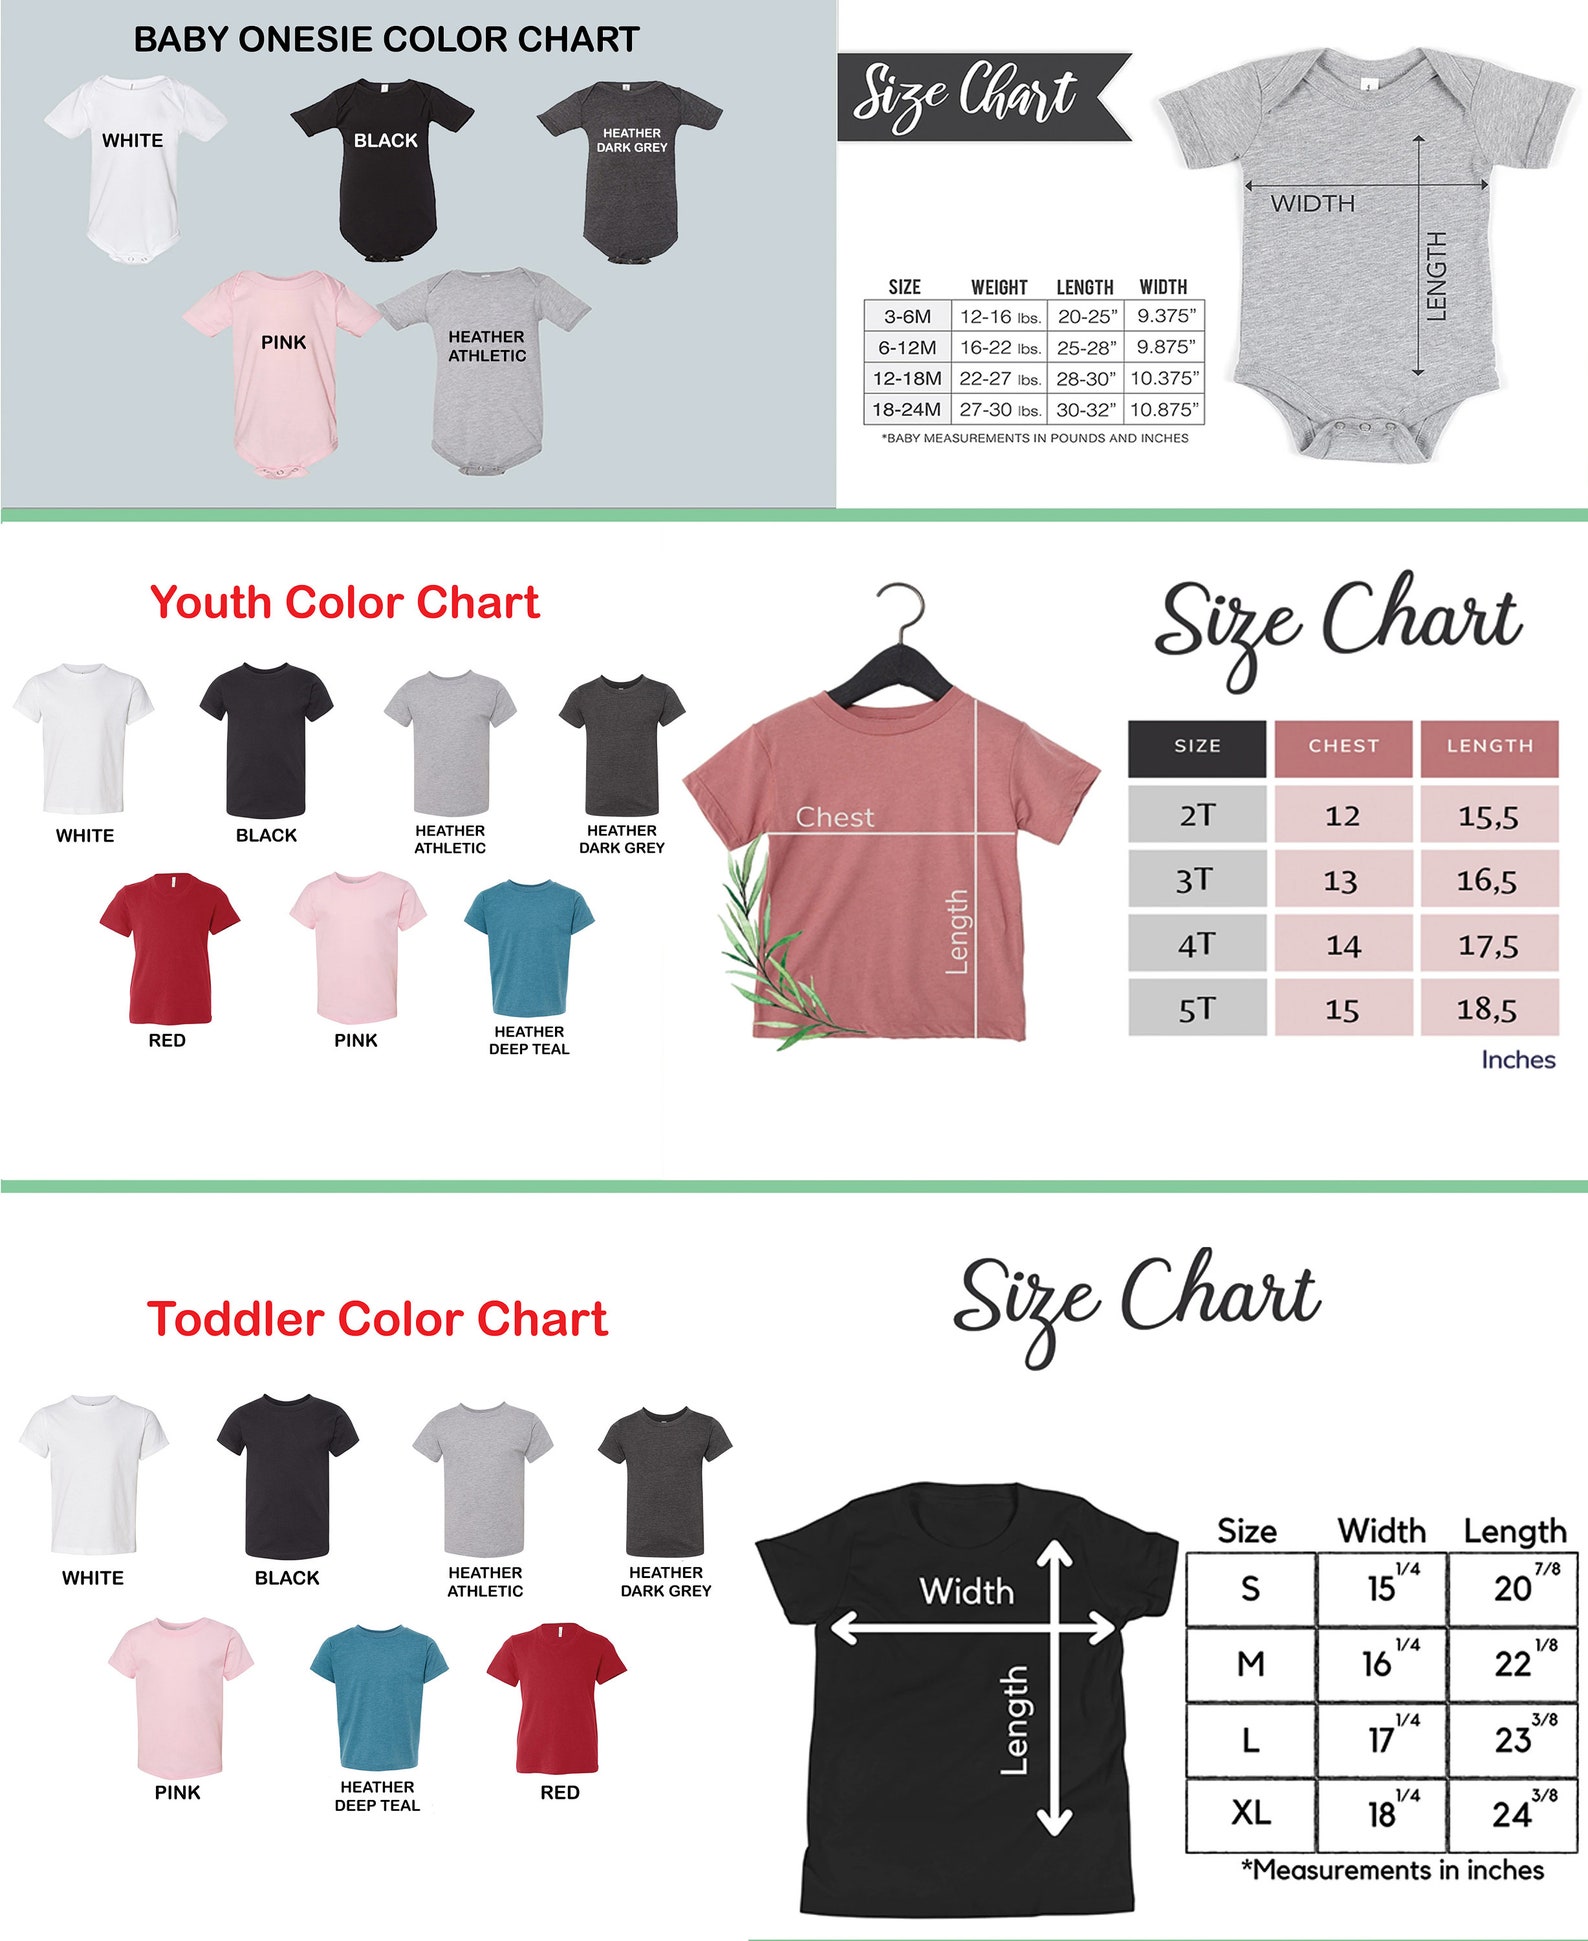 BABY ONESIE COLOR CHART
WHITE
BLACK
HEATHER
DARK GREY
PINK
HEATHER
ATHLETIC
Size Chart
WIDTH
LENGTH
SIZE WEIGHT LENGTH WIDTH
3-6M 12-16 lbs. 20-25” 9.375”
6-12M 16-22 lbs. 25-28” 9.875”
12-18M 22-27 lbs. 28-30” 10.375”
18-24M 27-30 lbs. 30-32” 10.875”
*BABY MEASUREMENTS IN POUNDS AND INCHES
Youth Color Chart
WHITE
BLACK
HEATHER
ATHLETIC
HEATHER
DARK GREY
RED
PINK
HEATHER
DEEP TEAL
Chest
Length
Size Chart
SIZE CHEST LENGTH
2T 12 15,5
3T 13 16,5
4T 14 17,5
5T 15 18,5
Inches
Toddler Color Chart
WHITE
BLACK
HEATHER
ATHLETIC
HEATHER
DARK GREY
PINK
HEATHER
DEEP TEAL
RED
Size Chart
Width
Length
Size Width Length
S 15 1/4 20 7/8
M 16 1/4 22 1/8
L 17 1/4 23 3/8
XL 18 1/4 24 3/8
*Measurements in inches